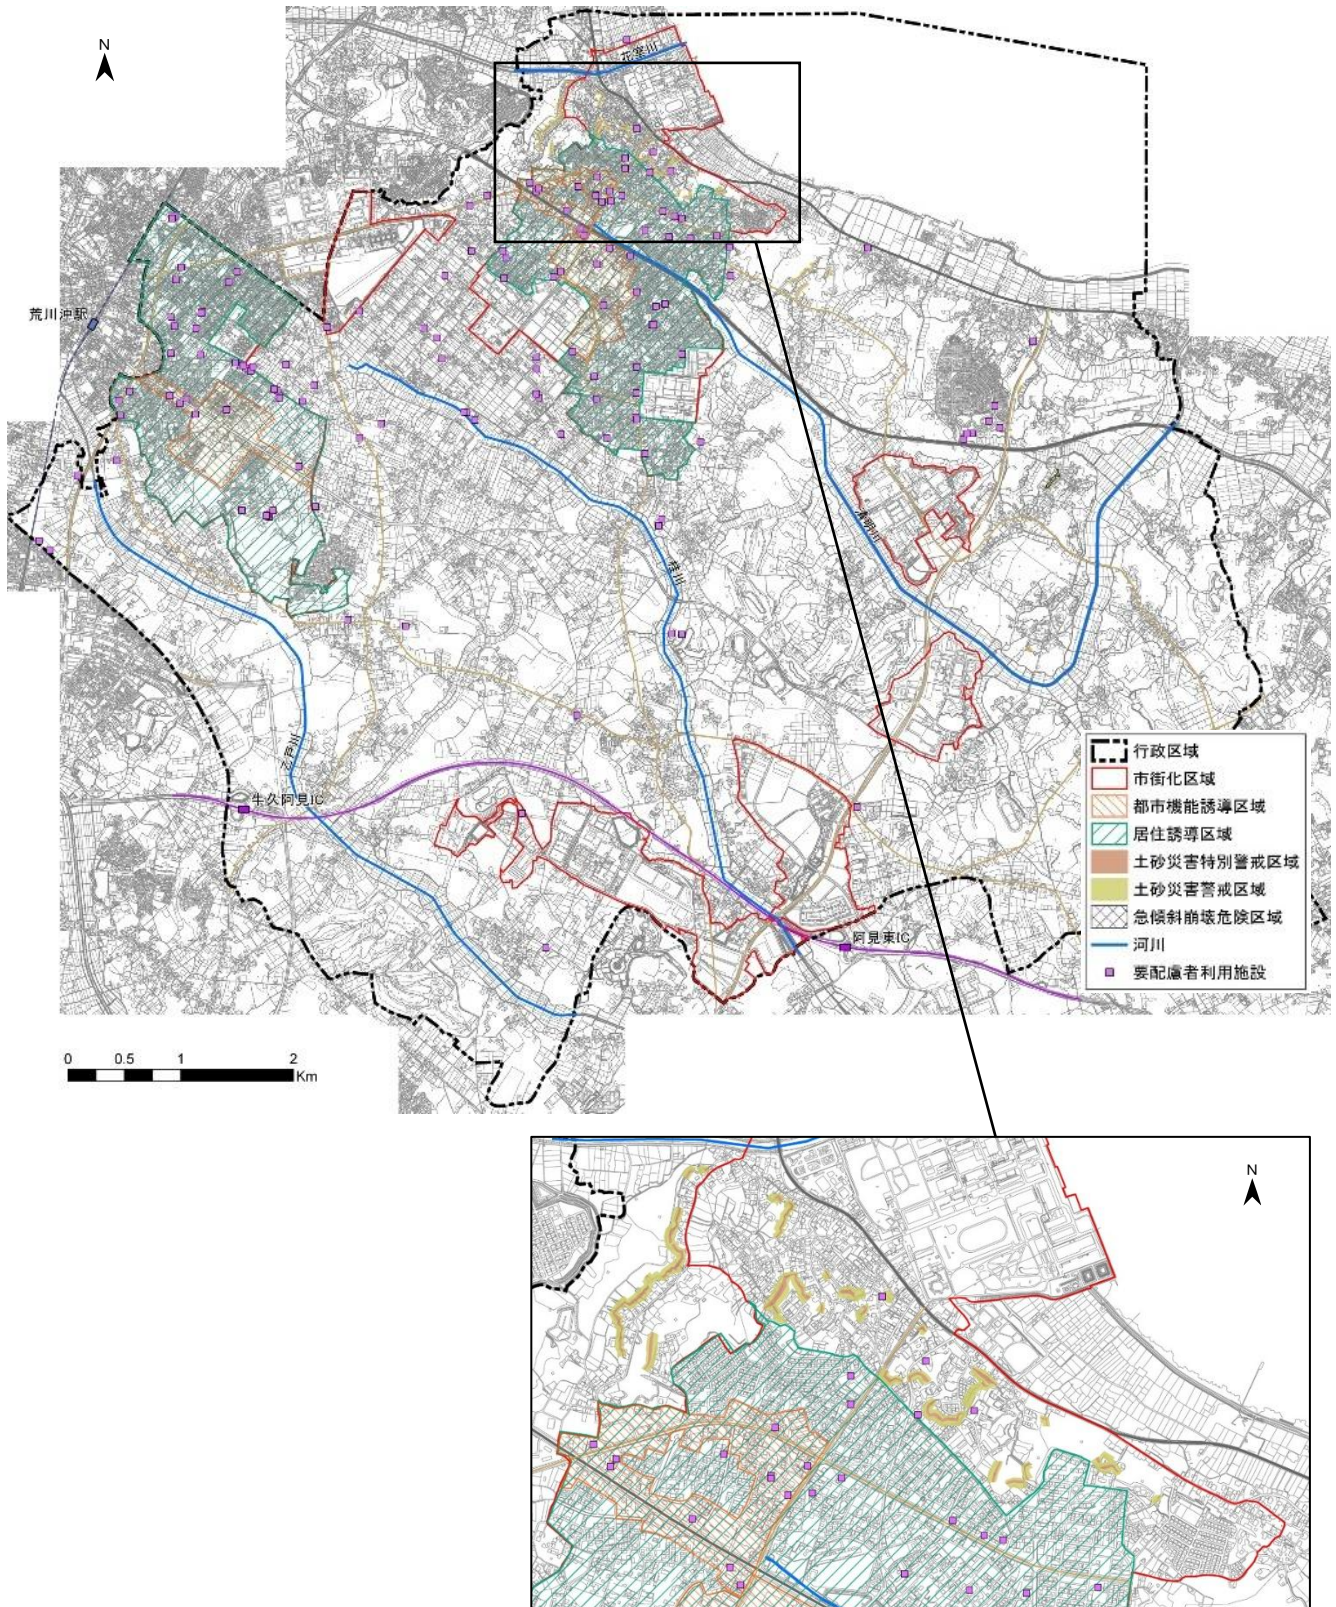 N
花室川
荒川沖駅
清明川
桂川
乙戸川
牛久阿見IC
阿見東IC
行政区域
市街化区域
都市機能誘導区域
居住誘導区域
土砂災害特別警戒区域
土砂災害警戒区域
急傾斜崩壊危険区域
河川
要配慮者利用施設
0 0.5 1 2
Km
N